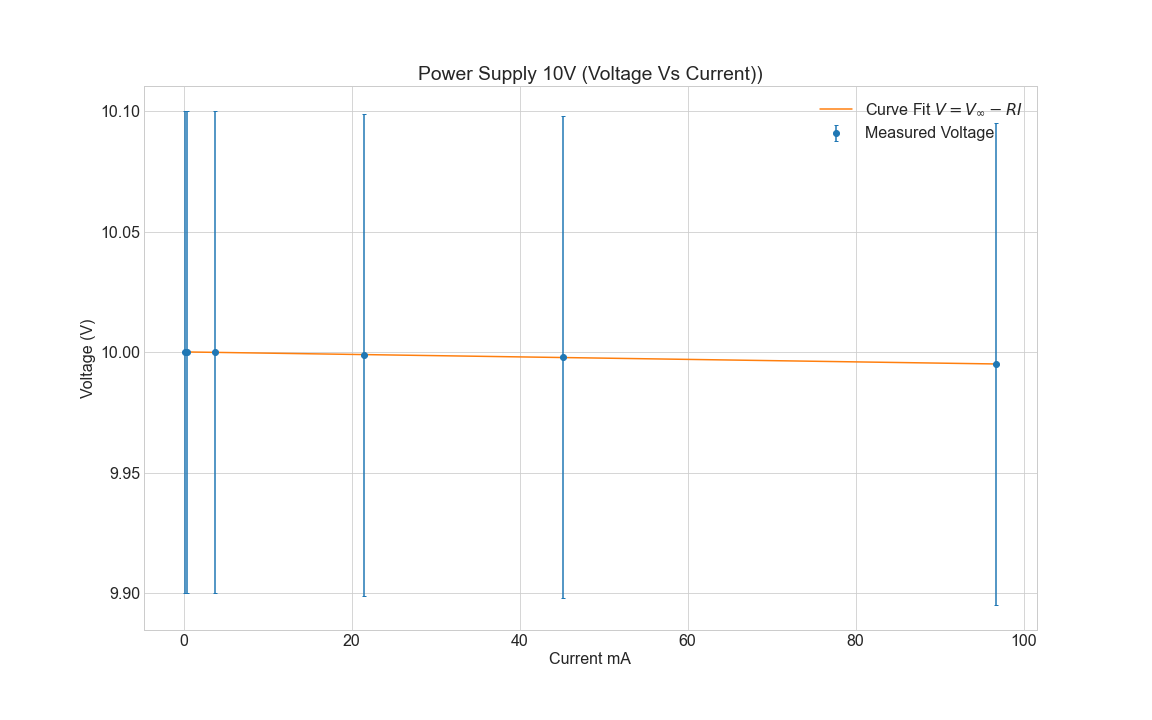 Power Supply 10V (Voltage Vs Current))
Curve Fit V = V∞ − RI
Measured Voltage
Voltage (V)
10.10
10.05
10.00
9.95
9.90
0 20 40 60 80 100
Current mA